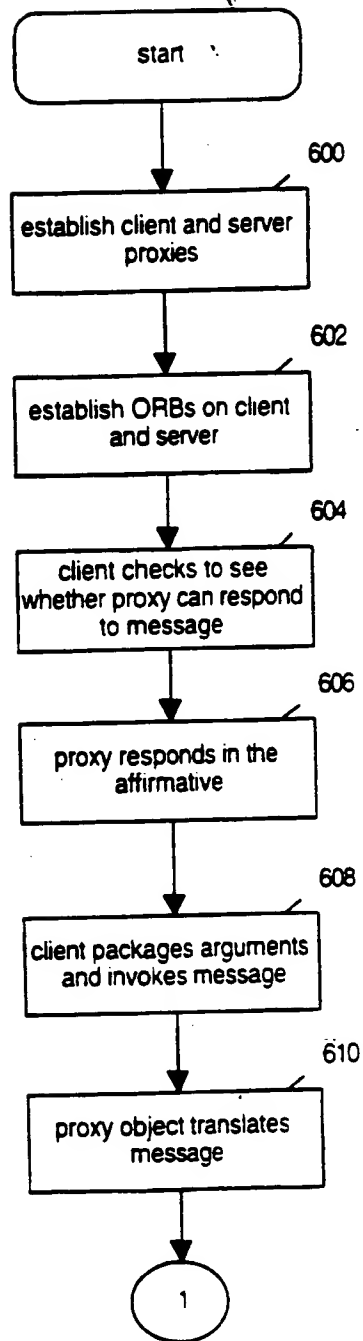 start
600
establish client and server
proxies
602
establish ORBs on client
and server
604
client checks to see
whether proxy can respond
to message
606
proxy responds in the
affirmative
608
client packages arguments
and invokes message
610
proxy object translates
message
1